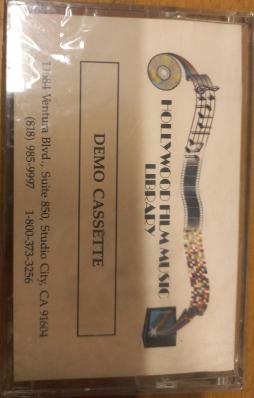 HOLLYWOOD FILM MUSIC
LIBRARY
DEMO CASSETTE
11684 Ventura Blvd., Suite 850, Studio City, CA 91604
(818) 985-9997 1-800-373-3256